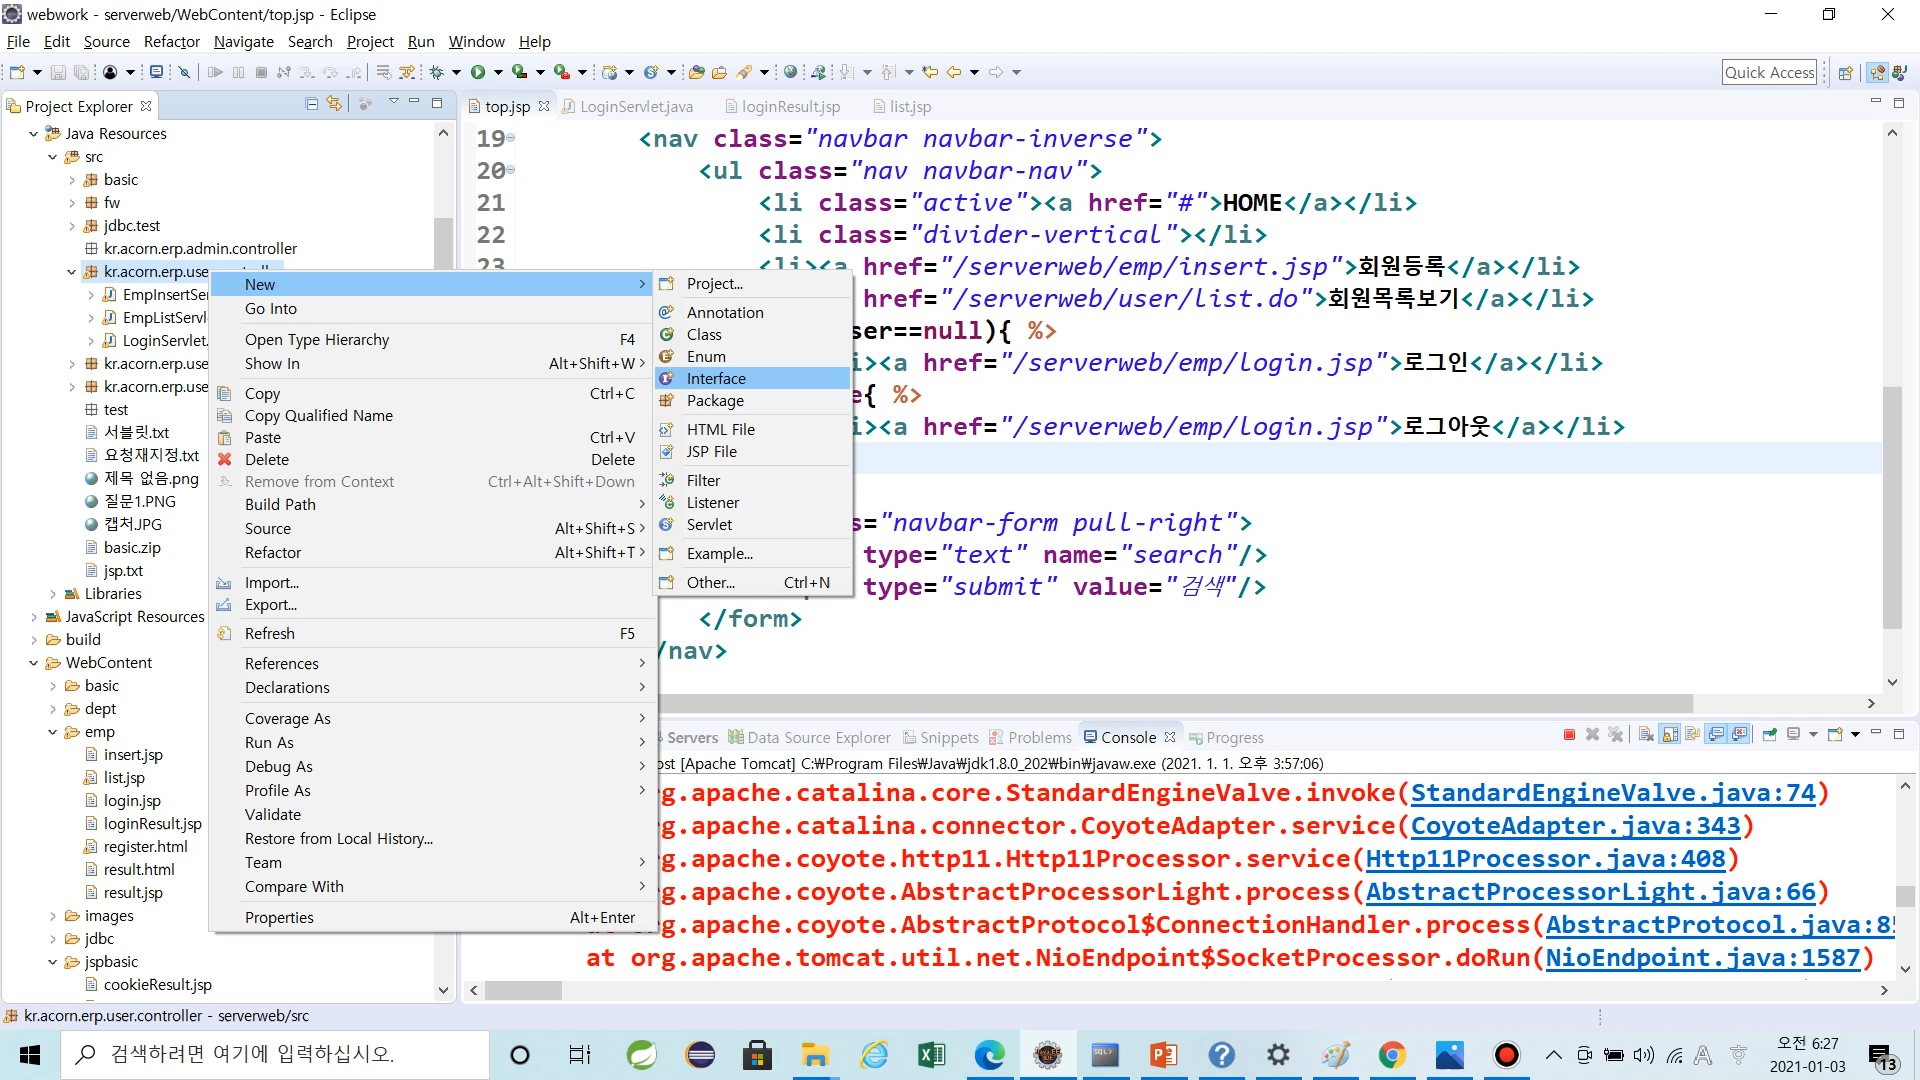 webwork - serverweb/WebContent/top.jsp - Eclipse
File Edit Source Refactor Navigate Search Project Run Window Help
Quick Access
Project Explorer
Java Resources
src
basic
fw
jdbc.test
kr.acorn.erp.admin.controller
kr.acorn.erp.use
EmpInsertSer
EmpListServl
LoginServlet.
kr.acorn.erp.use
kr.acorn.erp.use
test
서블릿.txt
요청재지정.txt
제목 없음.png
질문1.PNG
캡처.JPG
basic.zip
jsp.txt
Libraries
JavaScript Resources
build
WebContent
basic
dept
emp
insert.jsp
list.jsp
login.jsp
loginResult.jsp
register.html
result.html
result.jsp
images
jdbc
jspbasic
cookieResult.jsp
New
Go Into
Open Type Hierarchy F4
Show In Alt+Shift+W
Copy Ctrl+C
Copy Qualified Name
Paste Ctrl+V
Delete Delete
Remove from Context Ctrl+Alt+Shift+Down
Build Path
Source Alt+Shift+S
Refactor Alt+Shift+T
Import...
Export...
Refresh F5
References
Declarations
Coverage As
Run As
Debug As
Profile As
Validate
Restore from Local History...
Team
Compare With
Properties Alt+Enter
Project...
Annotation
Class
Enum
Interface
Package
HTML File
JSP File
Filter
Listener
Servlet
Example...
Other... Ctrl+N
top.jsp LoginServlet.java loginResult.jsp list.jsp
19 <nav class="navbar navbar-inverse">
20 <ul class="nav navbar-nav">
21 <li class="active"><a href="#">HOME</a></li>
22 <li class="divider-vertical"></li>
23 <li><a href="/serverweb/emp/insert.jsp">회원등록</a></li>
href="/serverweb/user/list.do">회원목록보기</a></li>
ser==null){ %>
i><a href="/serverweb/emp/login.jsp">로그인</a></li>
e{ %>
i><a href="/serverweb/emp/login.jsp">로그아웃</a></li>
s="navbar-form pull-right">
type="text" name="search"/>
type="submit" value="검색"/>
</form>
/nav>
Servers Data Source Explorer Snippets Problems Console Progress
ost [Apache Tomcat] C:₩Program Files₩Java₩jdk1.8.0_202₩bin₩javaw.exe (2021. 1. 1. 오후 3:57:06)
g.apache.catalina.core.StandardEngineValve.invoke(StandardEngineValve.java:74)
g.apache.catalina.connector.CoyoteAdapter.service(CoyoteAdapter.java:343)
g.apache.coyote.http11.Http11Processor.service(Http11Processor.java:408)
g.apache.coyote.AbstractProcessorLight.process(AbstractProcessorLight.java:66)
g.apache.coyote.AbstractProtocol$ConnectionHandler.process(AbstractProtocol.java:8
at org.apache.tomcat.util.net.NioEndpoint$SocketProcessor.doRun(NioEndpoint.java:1587)
kr.acorn.erp.user.controller - serverweb/src
검색하려면 여기에 입력하십시오.
오전 6:27
2021-01-03
13